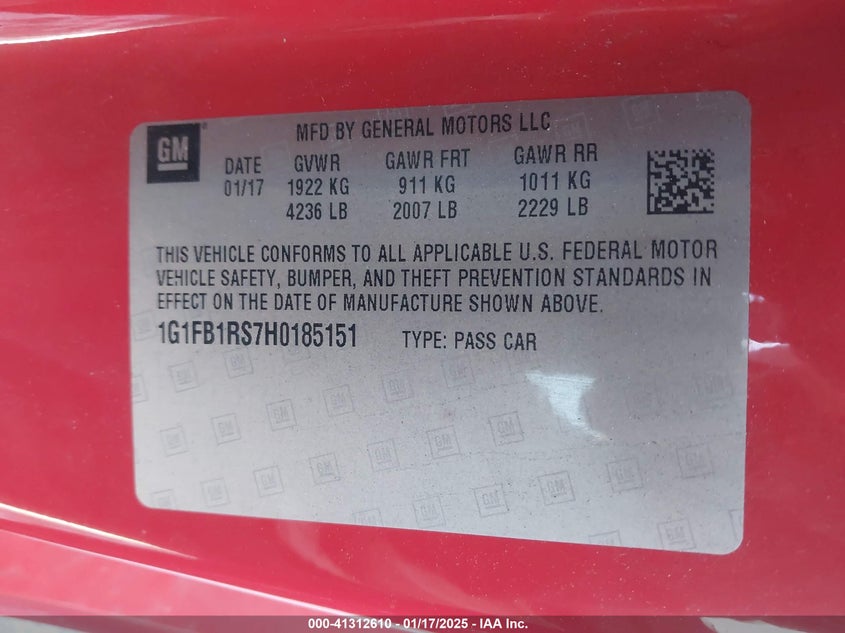 GM
MFD BY GENERAL MOTORS LLC
DATE GVWR GAWR FRT GAWR RR
01/17 1922 KG 911 KG 1011 KG
4236 LB 2007 LB 2229 LB
THIS VEHICLE CONFORMS TO ALL APPLICABLE U.S. FEDERAL MOTOR
VEHICLE SAFETY, BUMPER, AND THEFT PREVENTION STANDARDS IN
EFFECT ON THE DATE OF MANUFACTURE SHOWN ABOVE.
1G1FB1RS7H0185151 TYPE: PASS CAR
000-41312610 - 01/17/2025 - IAA Inc.